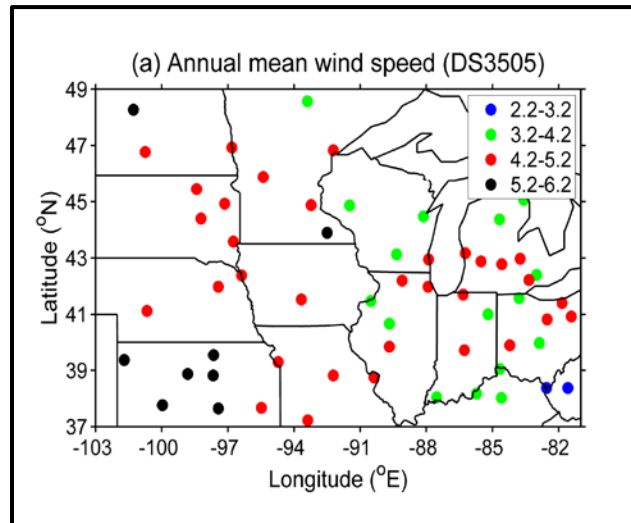 (a) Annual mean wind speed (DS3505)
49
47
45
43
41
39
37
Latitude (°N)
2.2-3.2
3.2-4.2
4.2-5.2
5.2-6.2
-103 -100 -97 -94 -91 -88 -85 -82
Longitude (°E)